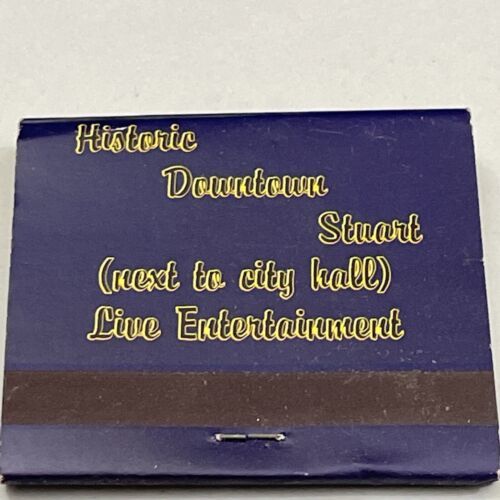 Historic
Downtown
Stuart
(next to city hall)
Live Entertainment